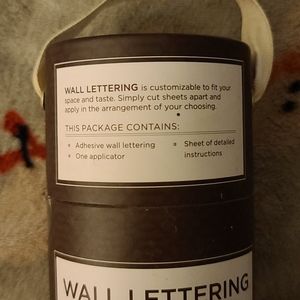 WALL LETTERING is customizable to fit your
space and taste. Simply cut sheets apart and
apply in the arrangement of your choosing.
THIS PACKAGE CONTAINS:
Adhesive wall lettering
One applicator
Sheet of detailed
instructions
WALL LETTERING